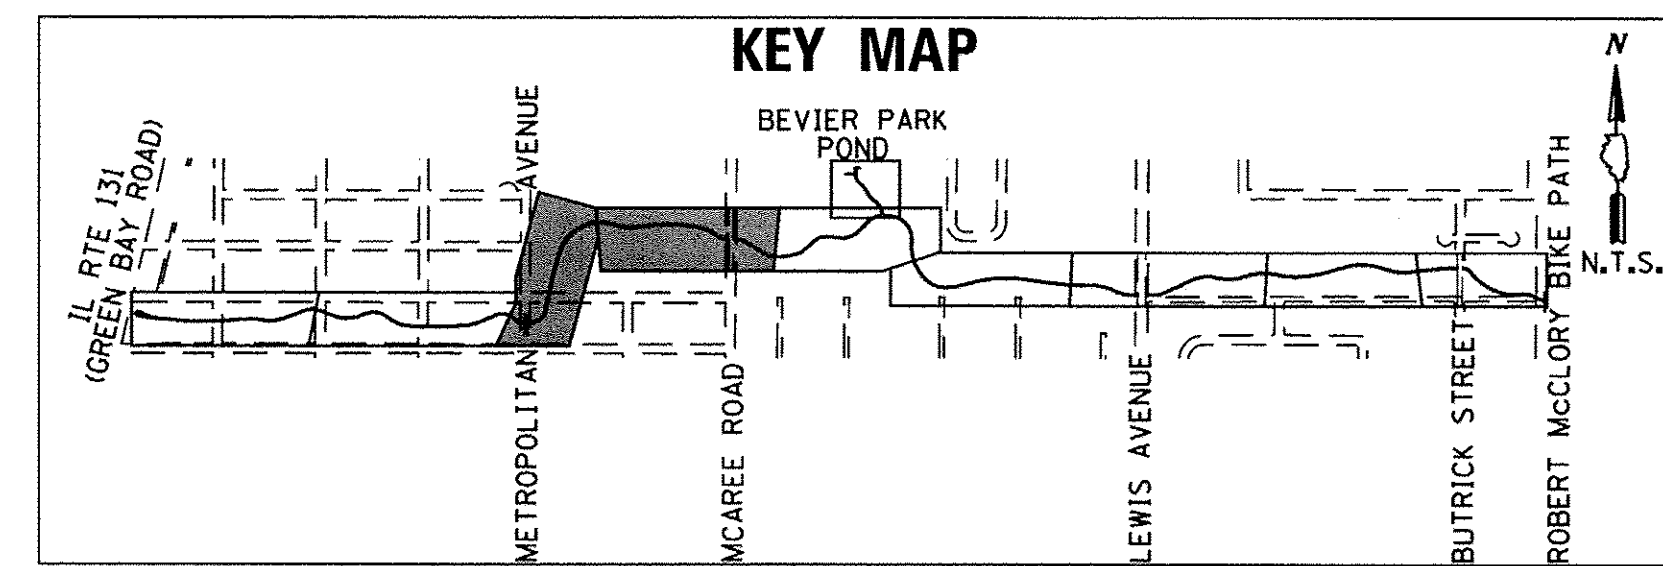 KEY MAP
N
N.T.S.
BEVIER PARK
POND
IL RTE 131
(GREEN BAY ROAD)
METROPOLITAN AVENUE
MCAREE ROAD
LEWIS AVENUE
BUTRICK STREET
ROBERT McCLORY BIKE PATH